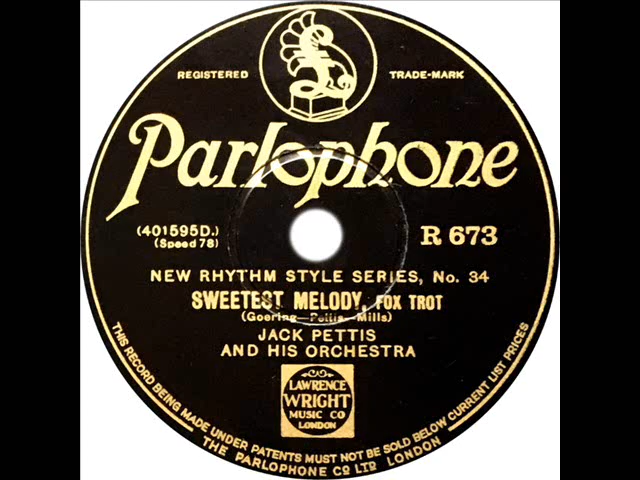 REGISTERED TRADE-MARK
Parlophone
(401595D.)
(Speed 78)
R 673
NEW RHYTHM STYLE SERIES, No. 34
SWEETEST MELODY, FOX TROT
(Goering—Pettis—Mills)
JACK PETTIS
AND HIS ORCHESTRA
LAWRENCE
WRIGHT
MUSIC CO
LONDON
THIS RECORD BEING MADE UNDER PATENTS MUST NOT BE SOLD BELOW CURRENT LIST PRICES
THE PARLOPHONE CO LTD LONDON